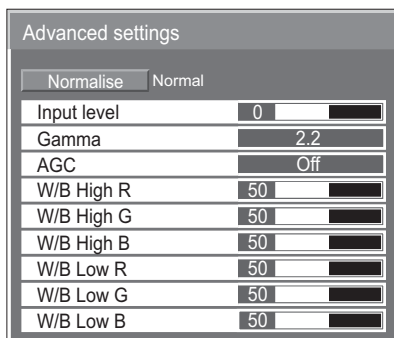 Advanced settings
Normalise Normal
Input level 0
Gamma 2.2
AGC Off
W/B High R 50
W/B High G 50
W/B High B 50
W/B Low R 50
W/B Low G 50
W/B Low B 50